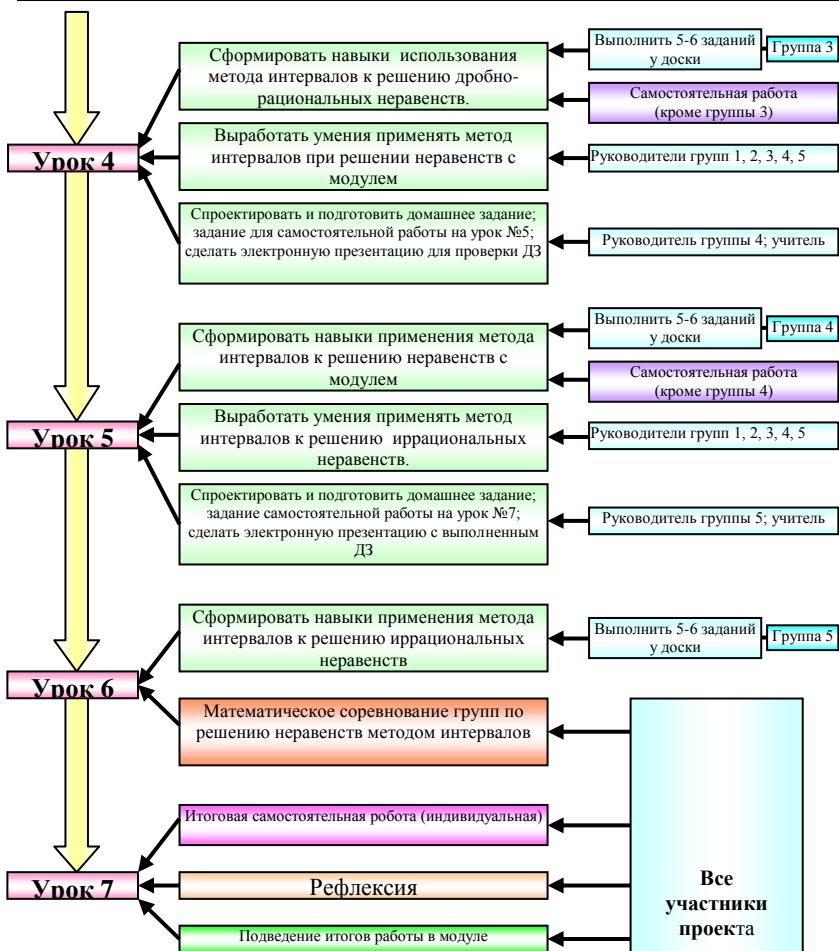 Сформировать навыки использования
метода интервалов к решению дробно-
рациональных неравенств.
Выполнить 5-6 заданий
у доски
Группа 3
Самостоятельная работа
(кроме группы 3)
Урок 4
Выработать умения применять метод
интервалов при решении неравенств с
модулем
Руководители групп 1, 2, 3, 4, 5
Спроектировать и подготовить домашнее задание;
задание для самостоятельной работы на урок №5;
сделать электронную презентацию для проверки ДЗ
Руководитель группы 4; учитель
Сформировать навыки применения метода
интервалов к решению неравенств с
модулем
Выполнить 5-6 заданий
у доски
Группа 4
Самостоятельная работа
(кроме группы 4)
Урок 5
Выработать умения применять метод
интервалов к решению иррациональных
неравенств.
Руководители групп 1, 2, 3, 4, 5
Спроектировать и подготовить домашнее задание;
задание самостоятельной работы на урок №7;
сделать электронную презентацию с выполненным
ДЗ
Руководитель группы 5; учитель
Сформировать навыки применения метода
интервалов к решению иррациональных
неравенств
Выполнить 5-6 заданий
у доски
Группа 5
Урок 6
Математическое соревнование групп по
решению неравенств методом интервалов
Итоговая самостоятельная робота (индивидуальная)
Урок 7
Рефлексия
Подведение итогов работы в модуле
Все
участники
проекта